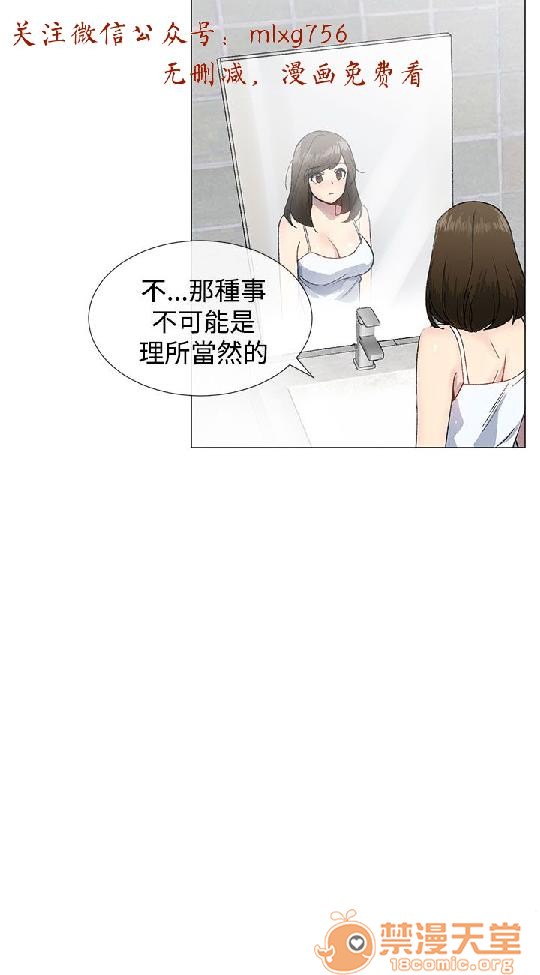 关注微信公众号：mlxg756
无删减，漫画免费看
不...那種事
不可能是
理所當然的
禁漫天堂
18comic.org